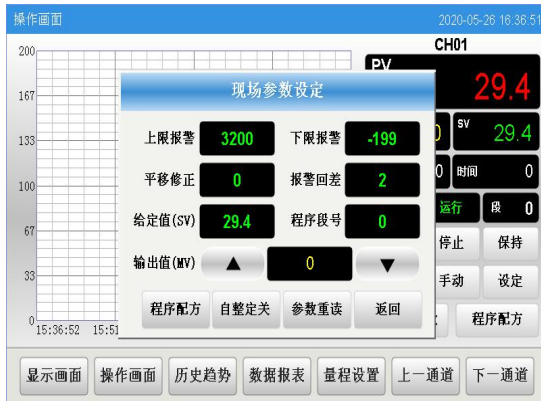 操作画面 2020-05-26 16:36:51
CH01
200
PV
29.4
167
现场参数设定
133
上限报警 3200 下限报警 -199
SV 29.4
100
平移修正 0 报警回差 2
0 时间 0
67
给定值(SV) 29.4 程序段号 0
运行 段 0
33
输出值(MV) ▲ 0 ▼
停止 保持
手动 设定
0
程序配方 自整定关 参数重读 返回
程序配方
15:36:52 15:51
显示画面 操作画面 历史趋势 数据报表 量程设置 上一通道 下一通道